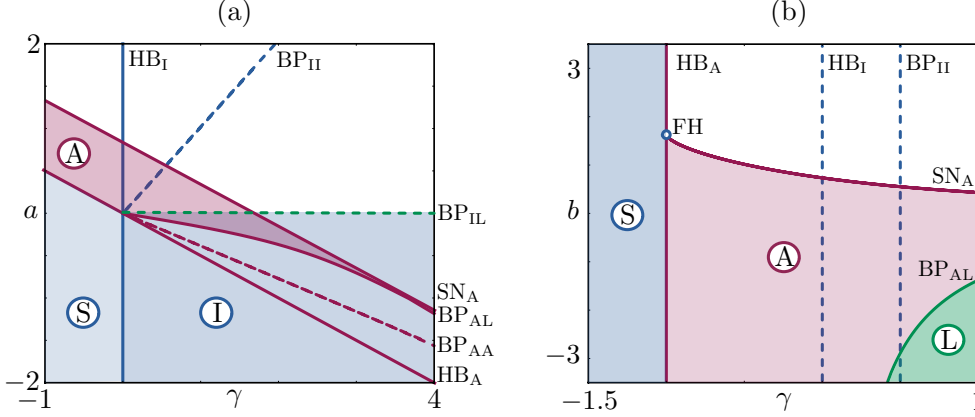 (a)
(b)
2
HB_I
BP_II
A
a
BP_IL
S
I
SN_A
BP_AL
BP_AA
HB_A
−2
−1
γ
4
3
HB_A
HB_I
BP_II
FH
SN_A
b
S
A
BP_AL
L
−3
−1.5
γ